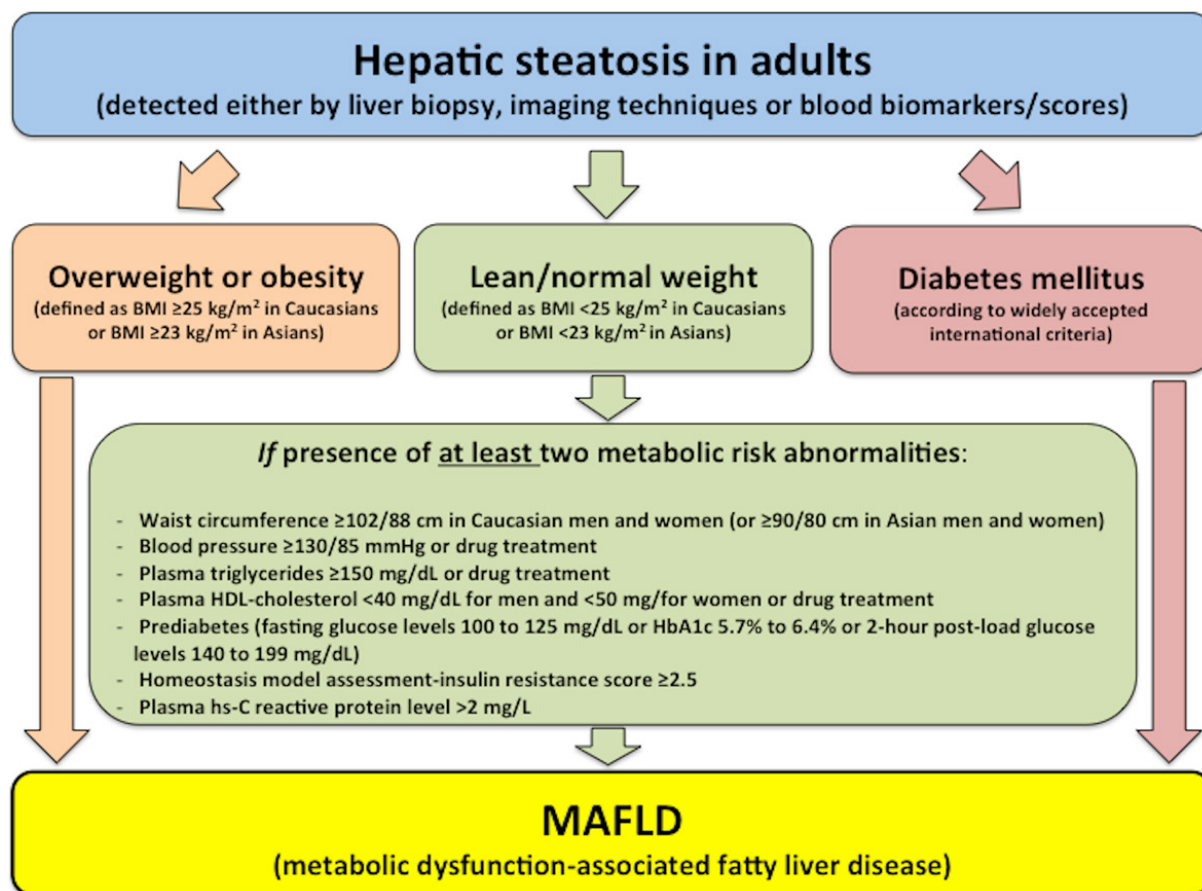 Hepatic steatosis in adults
(detected either by liver biopsy, imaging techniques or blood biomarkers/scores)
Overweight or obesity
(defined as BMI ≥25 kg/m² in Caucasians
or BMI ≥23 kg/m² in Asians)
Lean/normal weight
(defined as BMI <25 kg/m² in Caucasians
or BMI <23 kg/m² in Asians)
Diabetes mellitus
(according to widely accepted
international criteria)
If presence of at least two metabolic risk abnormalities:
- Waist circumference ≥102/88 cm in Caucasian men and women (or ≥90/80 cm in Asian men and women)
- Blood pressure ≥130/85 mmHg or drug treatment
- Plasma triglycerides ≥150 mg/dL or drug treatment
- Plasma HDL-cholesterol <40 mg/dL for men and <50 mg/for women or drug treatment
- Prediabetes (fasting glucose levels 100 to 125 mg/dL or HbA1c 5.7% to 6.4% or 2-hour post-load glucose
levels 140 to 199 mg/dL)
- Homeostasis model assessment-insulin resistance score ≥2.5
- Plasma hs-C reactive protein level >2 mg/L
MAFLD
(metabolic dysfunction-associated fatty liver disease)